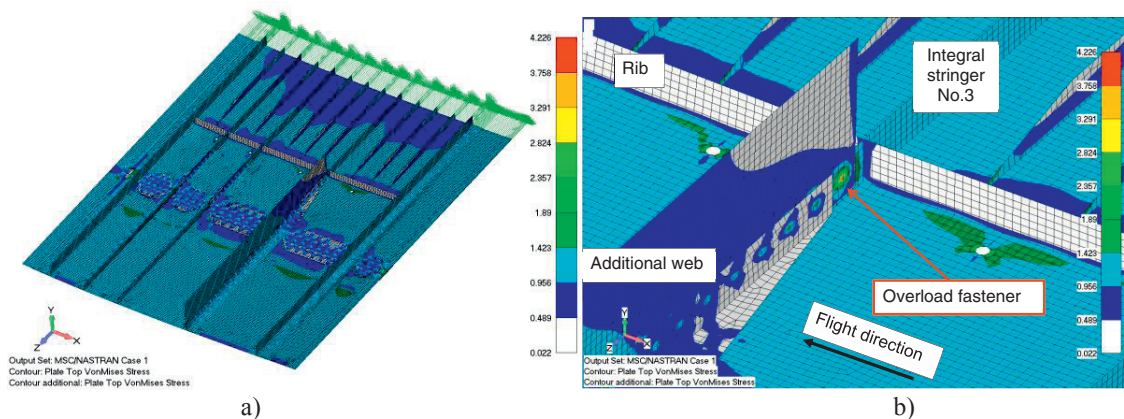 4.226
3.758
3.291
2.824
2.357
1.89
1.423
0.956
0.489
0.022
Y
X
Z
Output Set: MSC/NASTRAN Case 1
Contour: Plate Top VonMises Stress
Contour additional: Plate Top VonMises Stress
a)
Rib
Integral
stringer
No.3
4.226
3.758
3.291
2.824
2.357
1.89
1.423
0.956
0.489
0.022
Additional web
Overload fastener
Flight direction
Y
X
Z
Output Set: MSC/NASTRAN Case 1
Contour: Plate Top VonMises Stress
Contour additional: Plate Top VonMises Stress
b)